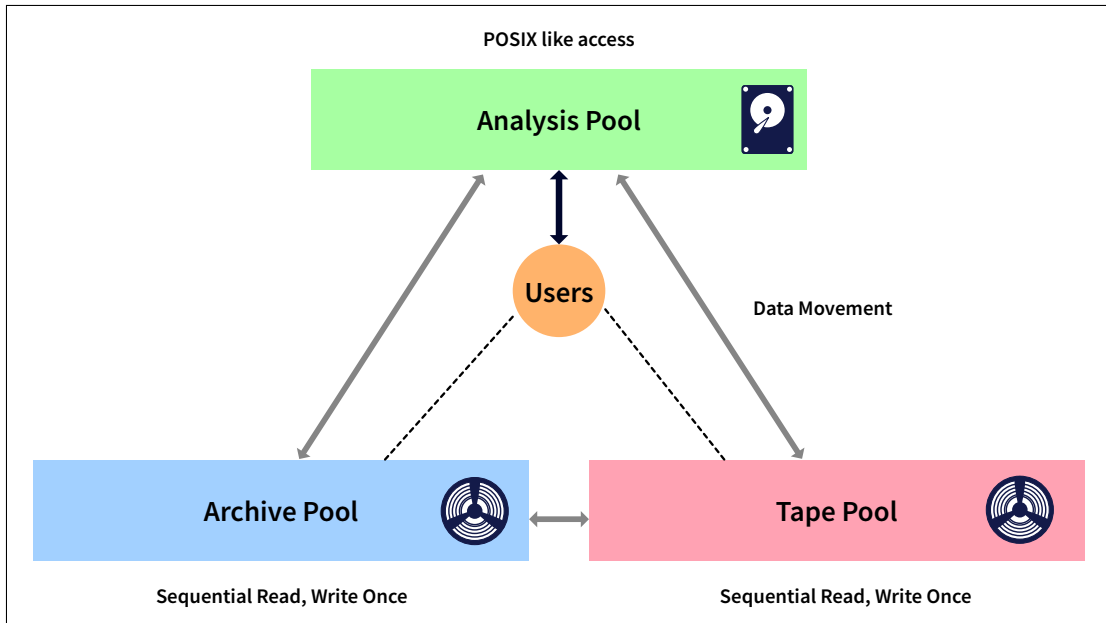 POSIX like access
Analysis Pool
Users
Data Movement
Archive Pool
Tape Pool
Sequential Read, Write Once
Sequential Read, Write Once